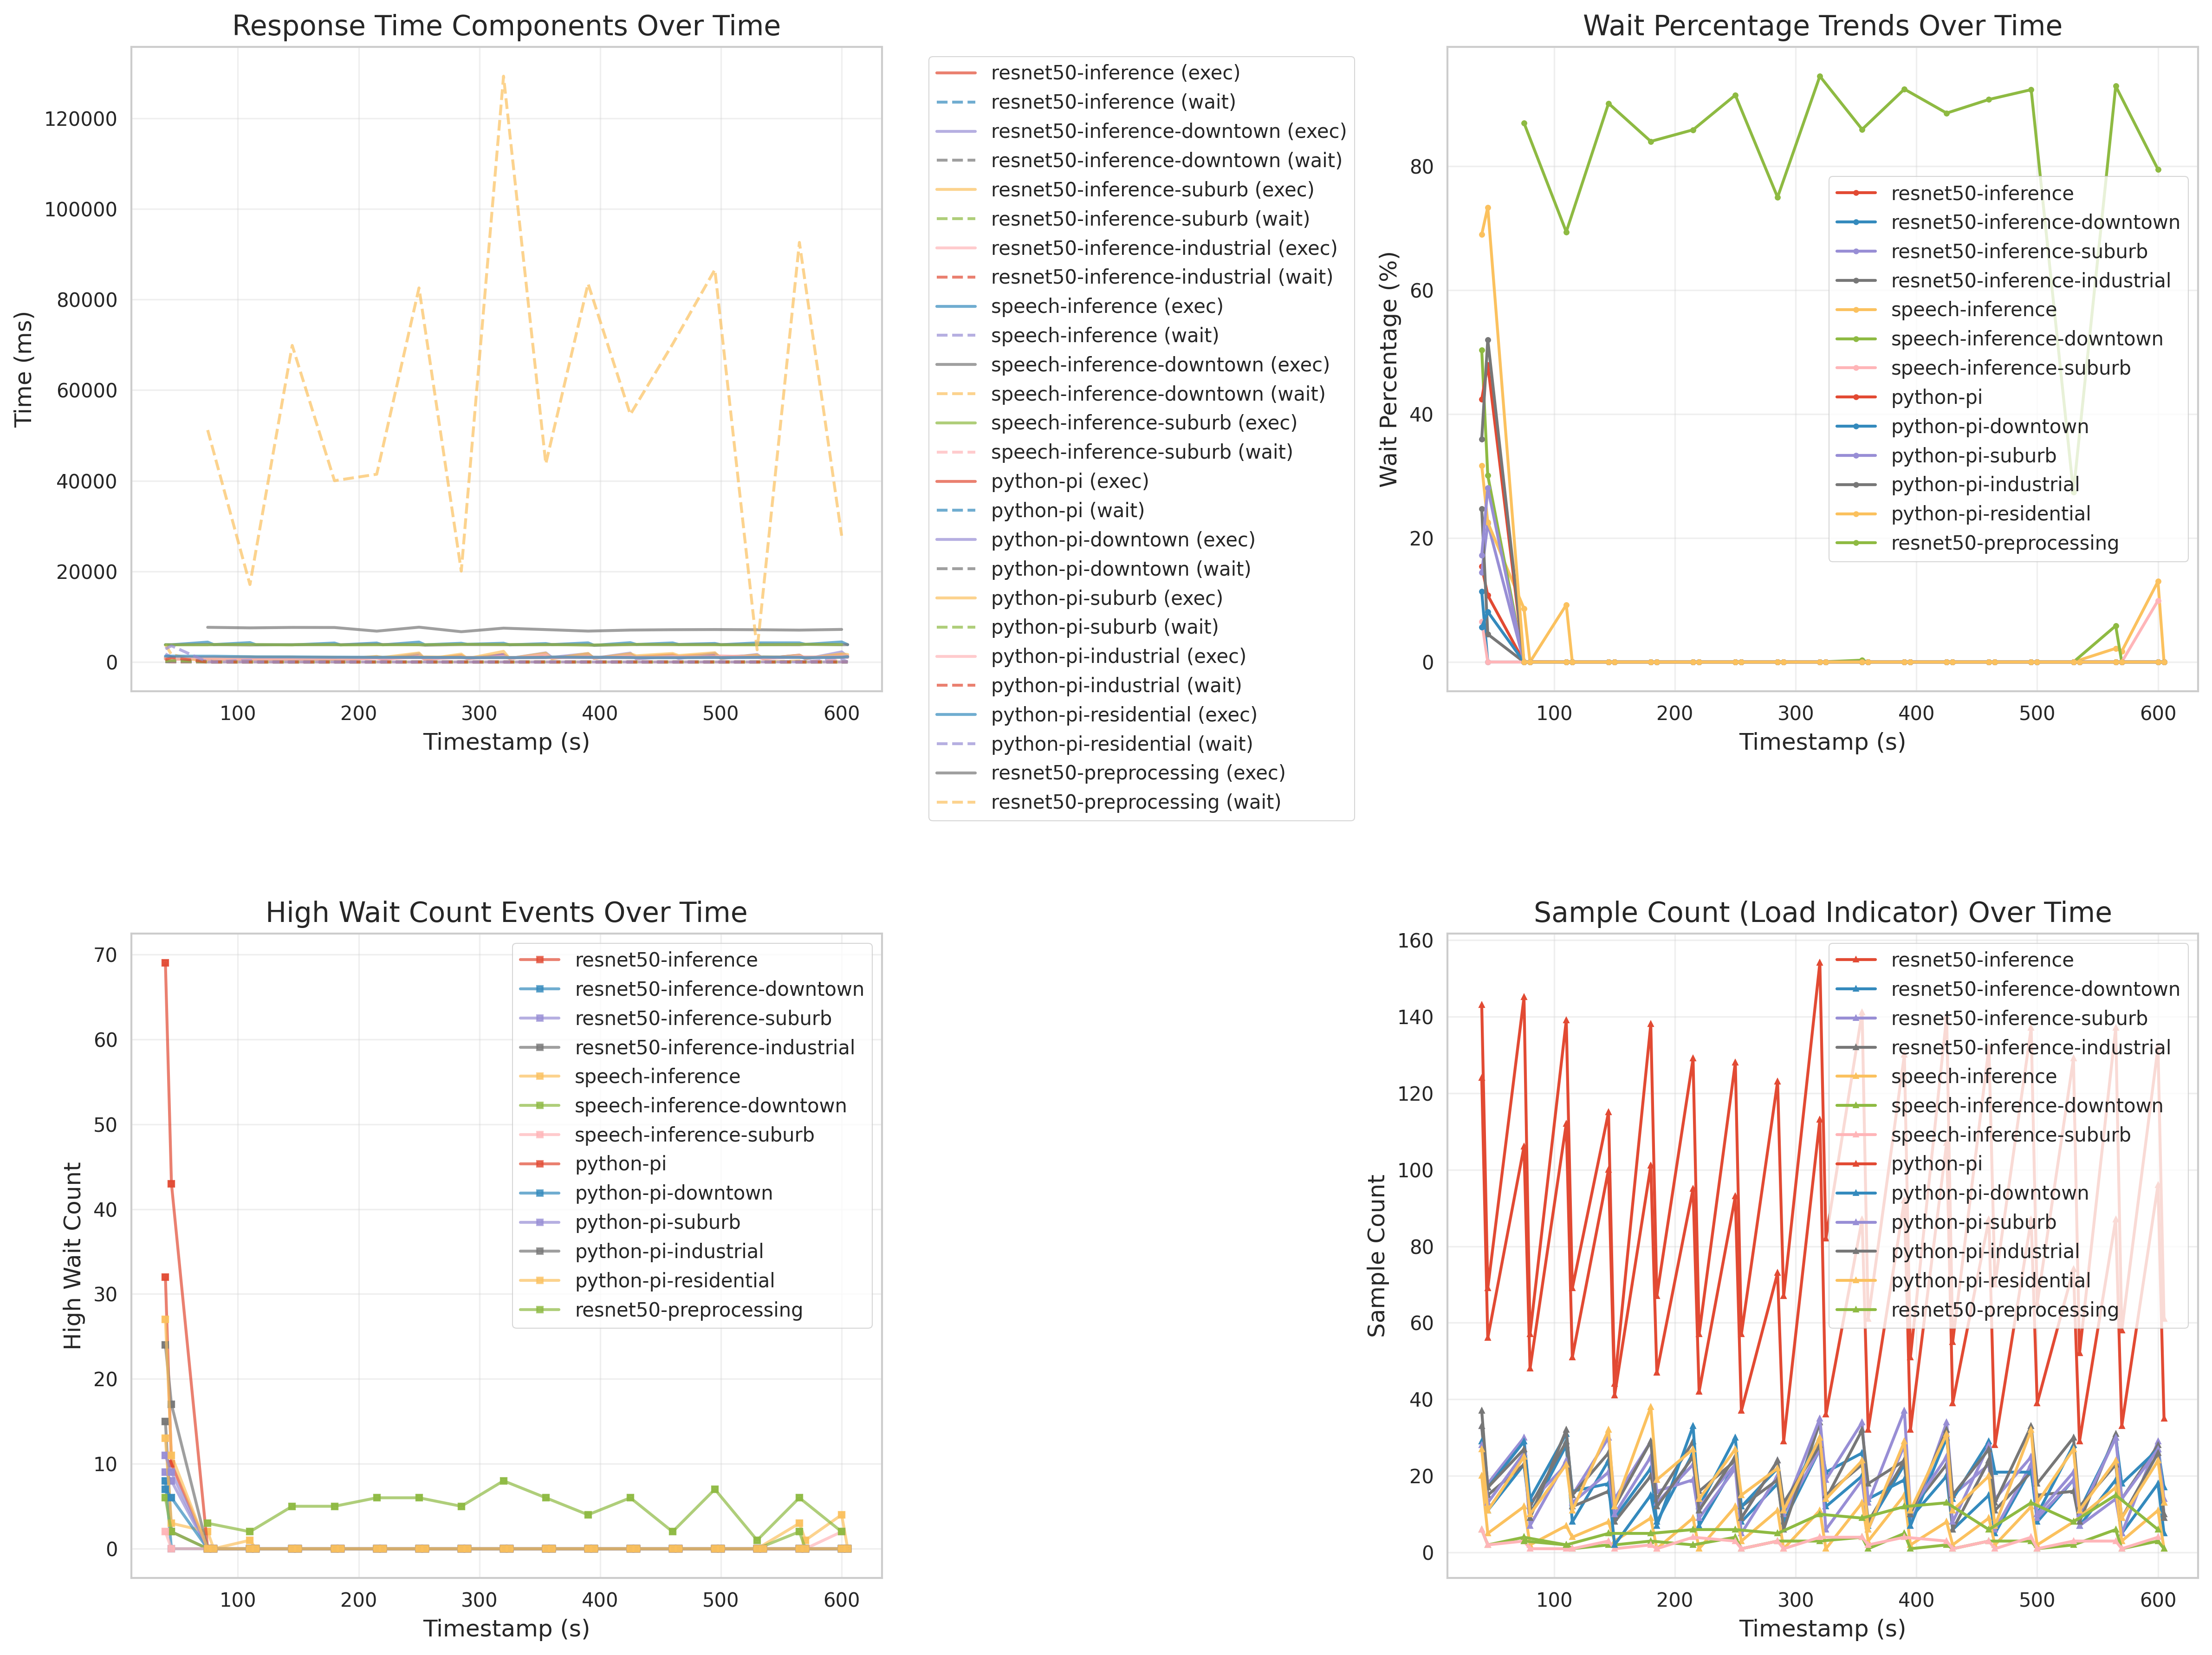 Response Time Components Over Time
Time (ms)
120000
100000
80000
60000
40000
20000
0
100 200 300 400 500 600
Timestamp (s)
resnet50-inference (exec)
resnet50-inference (wait)
resnet50-inference-downtown (exec)
resnet50-inference-downtown (wait)
resnet50-inference-suburb (exec)
resnet50-inference-suburb (wait)
resnet50-inference-industrial (exec)
resnet50-inference-industrial (wait)
speech-inference (exec)
speech-inference (wait)
speech-inference-downtown (exec)
speech-inference-downtown (wait)
speech-inference-suburb (exec)
speech-inference-suburb (wait)
python-pi (exec)
python-pi (wait)
python-pi-downtown (exec)
python-pi-downtown (wait)
python-pi-suburb (exec)
python-pi-suburb (wait)
python-pi-industrial (exec)
python-pi-industrial (wait)
python-pi-residential (exec)
python-pi-residential (wait)
resnet50-preprocessing (exec)
resnet50-preprocessing (wait)
Wait Percentage Trends Over Time
Wait Percentage (%)
80
60
40
20
0
100 200 300 400 500 600
Timestamp (s)
resnet50-inference
resnet50-inference-downtown
resnet50-inference-suburb
resnet50-inference-industrial
speech-inference
speech-inference-downtown
speech-inference-suburb
python-pi
python-pi-downtown
python-pi-suburb
python-pi-industrial
python-pi-residential
resnet50-preprocessing
High Wait Count Events Over Time
High Wait Count
70
60
50
40
30
20
10
0
100 200 300 400 500 600
Timestamp (s)
resnet50-inference
resnet50-inference-downtown
resnet50-inference-suburb
resnet50-inference-industrial
speech-inference
speech-inference-downtown
speech-inference-suburb
python-pi
python-pi-downtown
python-pi-suburb
python-pi-industrial
python-pi-residential
resnet50-preprocessing
Sample Count (Load Indicator) Over Time
Sample Count
160
140
120
100
80
60
40
20
0
100 200 300 400 500 600
Timestamp (s)
resnet50-inference
resnet50-inference-downtown
resnet50-inference-suburb
resnet50-inference-industrial
speech-inference
speech-inference-downtown
speech-inference-suburb
python-pi
python-pi-downtown
python-pi-suburb
python-pi-industrial
python-pi-residential
resnet50-preprocessing